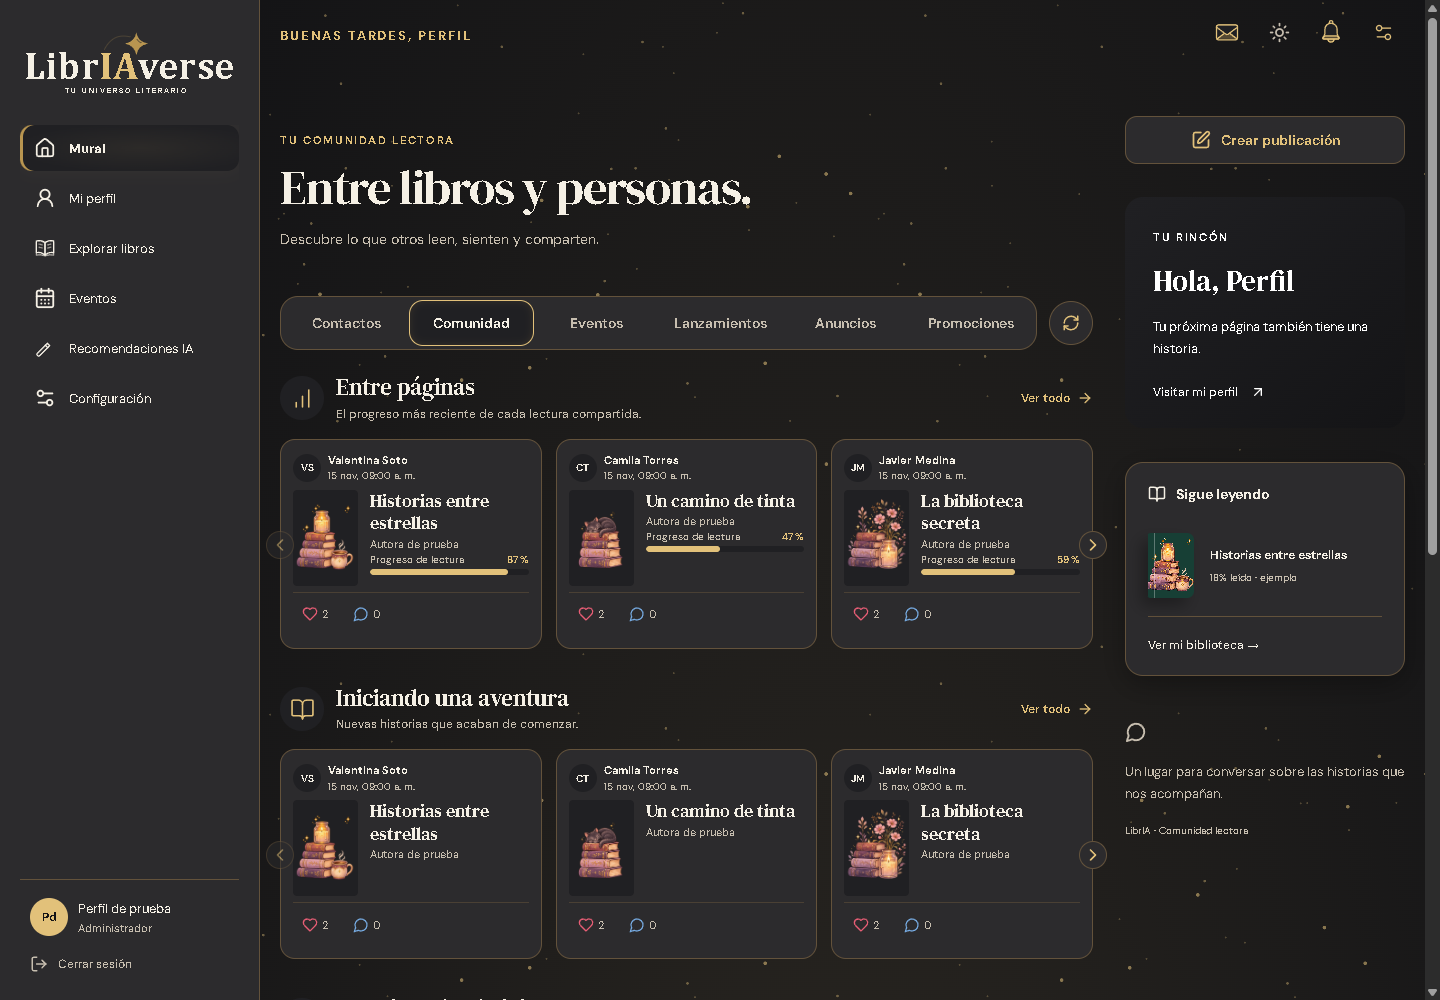 LibrIAverse
TU UNIVERSO LITERARIO
Mural
Mi perfil
Explorar libros
Eventos
Recomendaciones IA
Configuración
Pd
Perfil de prueba
Administrador
Cerrar sesión
BUENAS TARDES, PERFIL
TU COMUNIDAD LECTORA
Entre libros y personas.
Descubre lo que otros leen, sienten y comparten.
Contactos
Comunidad
Eventos
Lanzamientos
Anuncios
Promociones
Entre páginas
El progreso más reciente de cada lectura compartida.
Ver todo →
VS
Valentina Soto
15 nov, 09:00 a. m.
Historias entre
estrellas
Autora de prueba
Progreso de lectura 87%
2 0
CT
Camila Torres
15 nov, 09:00 a. m.
Un camino de tinta
Autora de prueba
Progreso de lectura 47%
2 0
JM
Javier Medina
15 nov, 09:00 a. m.
La biblioteca
secreta
Autora de prueba
Progreso de lectura 59%
2 0
Iniciando una aventura
Nuevas historias que acaban de comenzar.
Ver todo →
VS
Valentina Soto
15 nov, 09:00 a. m.
Historias entre
estrellas
Autora de prueba
2 0
CT
Camila Torres
15 nov, 09:00 a. m.
Un camino de tinta
Autora de prueba
2 0
JM
Javier Medina
15 nov, 09:00 a. m.
La biblioteca
secreta
Autora de prueba
2 0
Crear publicación
TU RINCÓN
Hola, Perfil
Tu próxima página también tiene una
historia.
Visitar mi perfil
Sigue leyendo
Historias entre estrellas
18% leído · ejemplo
Ver mi biblioteca →
Un lugar para conversar sobre las historias que
nos acompañan.
LibrIA · Comunidad lectora